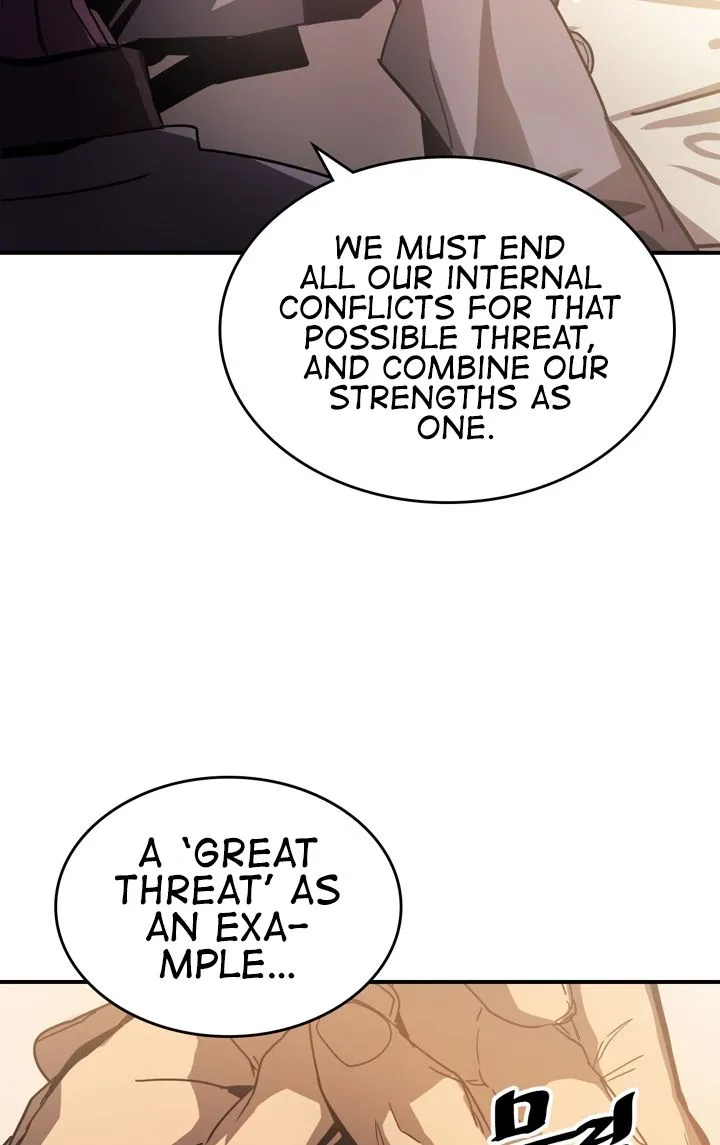 WE MUST END
ALL OUR INTERNAL
CONFLICTS FOR THAT
POSSIBLE THREAT,
AND COMBINE OUR
STRENGTHS AS
ONE.
A 'GREAT
THREAT' AS
AN EXA-
MPLE...